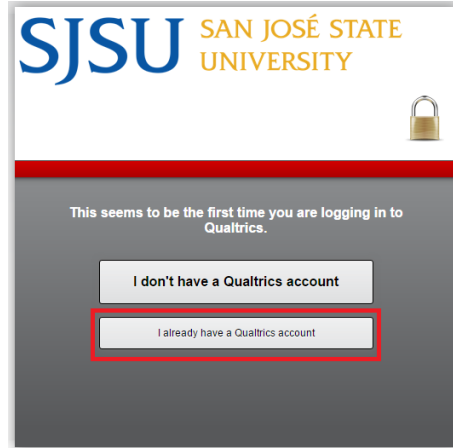 SJSU SAN JOSÉ STATE
UNIVERSITY
This seems to be the first time you are logging in to
Qualtrics.
I don't have a Qualtrics account
I already have a Qualtrics account